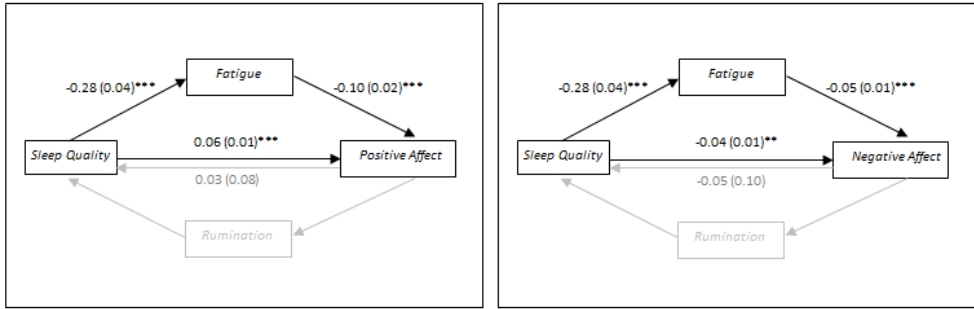 Fatigue
-0.28 (0.04)***
-0.10 (0.02)***
Sleep Quality
0.06 (0.01)***
Positive Affect
0.03 (0.08)
Rumination
Fatigue
-0.28 (0.04)***
-0.05 (0.01)***
Sleep Quality
-0.04 (0.01)**
Negative Affect
-0.05 (0.10)
Rumination